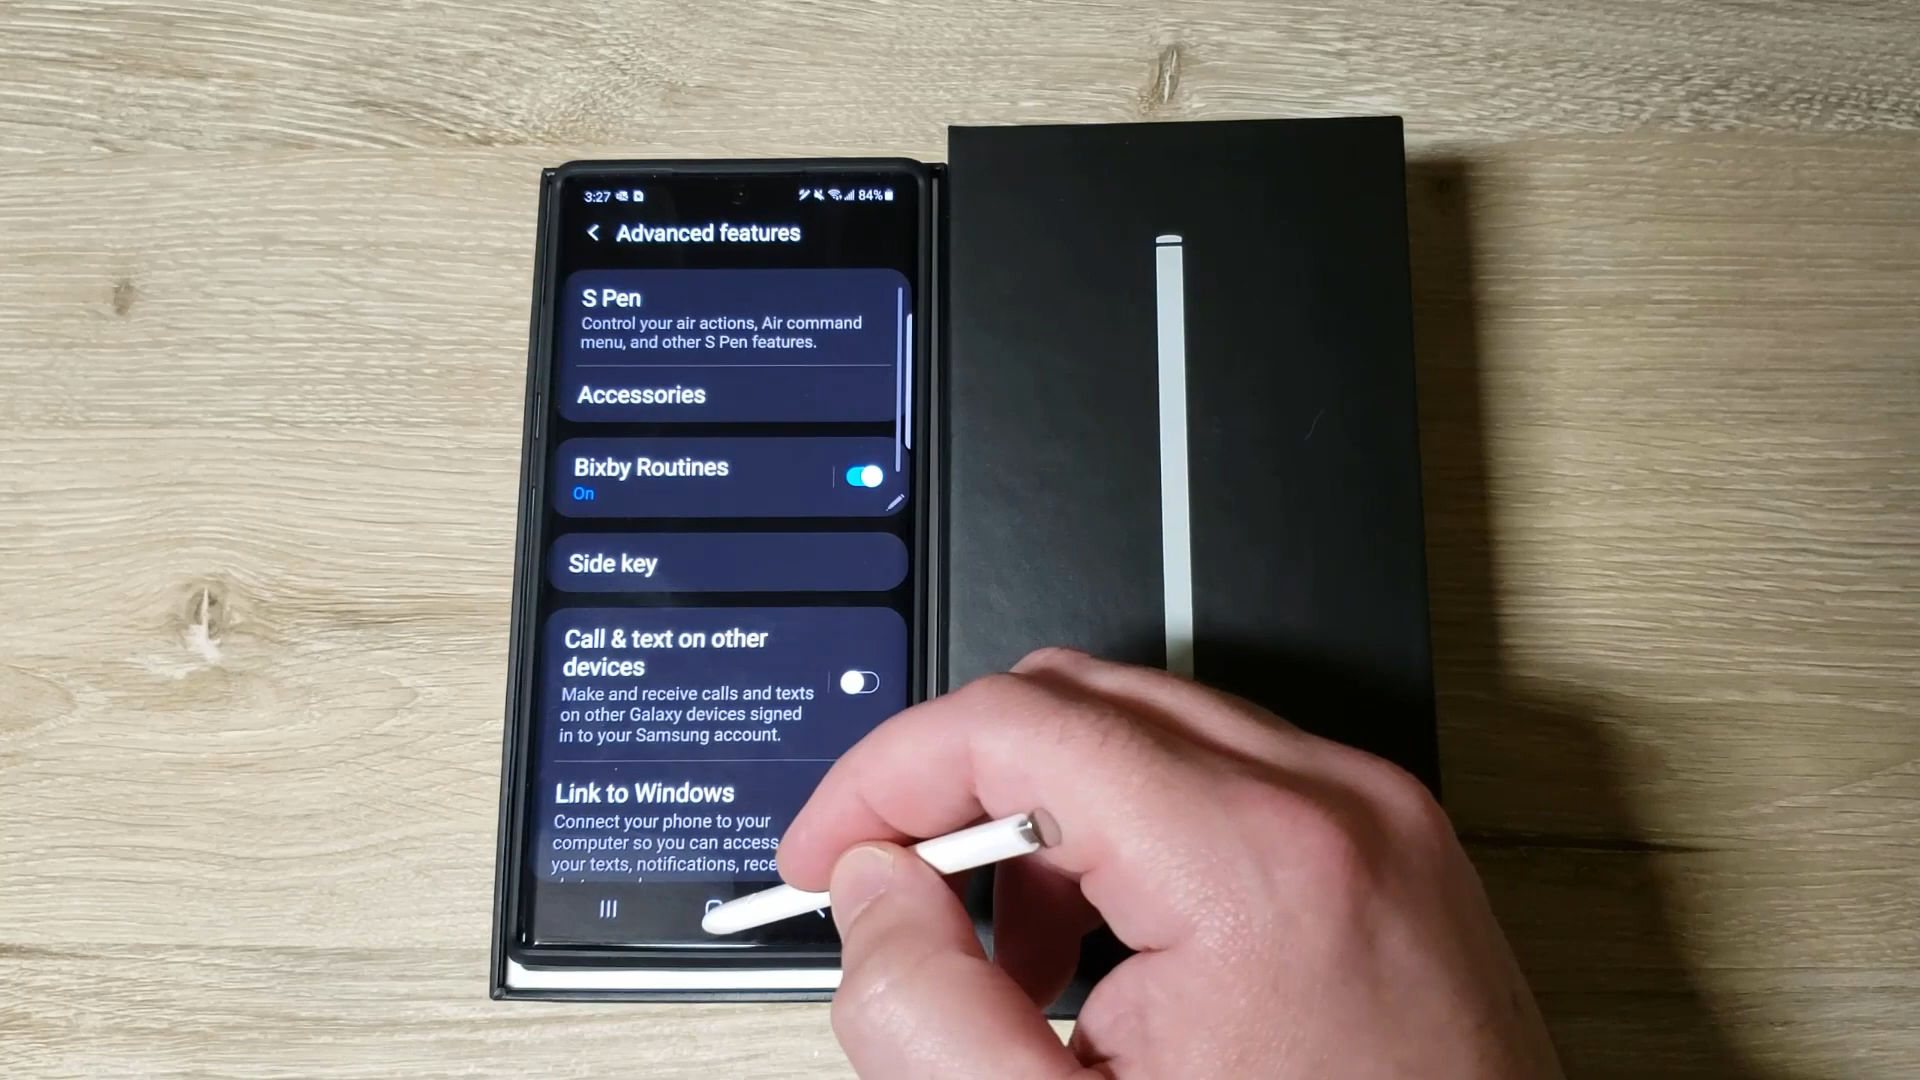 3:27 84%
Advanced features
S Pen
Control your air actions, Air command
menu, and other S Pen features.
Accessories
Bixby Routines
On
Side key
Call & text on other
devices
Make and receive calls and texts
on other Galaxy devices signed
in to your Samsung account.
Link to Windows
Connect your phone to your
computer so you can access
your texts, notifications,